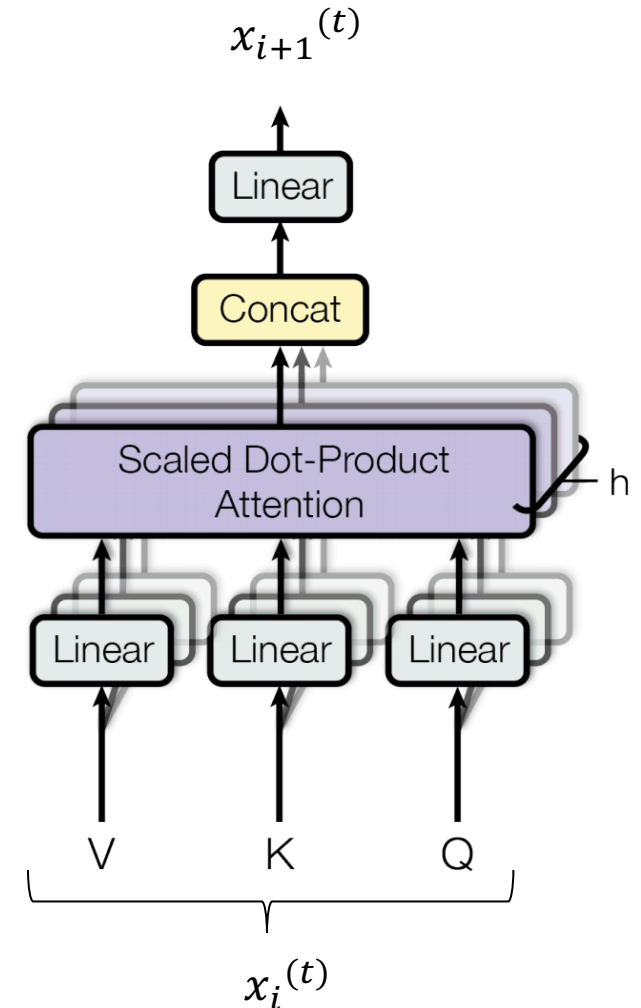 x_{i+1}^{(t)}
Linear
Concat
Scaled Dot-Product
Attention
h
Linear Linear Linear
V K Q
x_i^{(t)}